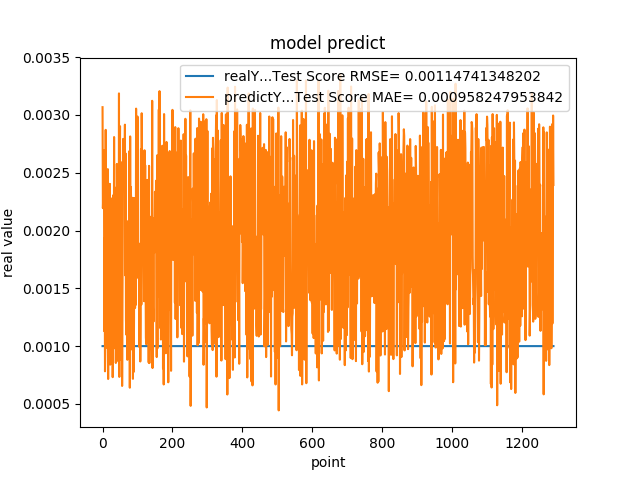 model predict
realY...Test Score RMSE= 0.00114741348202
predictY...Test Score MAE= 0.000958247953842
0.0035
0.0030
0.0025
0.0020
0.0015
0.0010
0.0005
real value
0 200 400 600 800 1000 1200
point